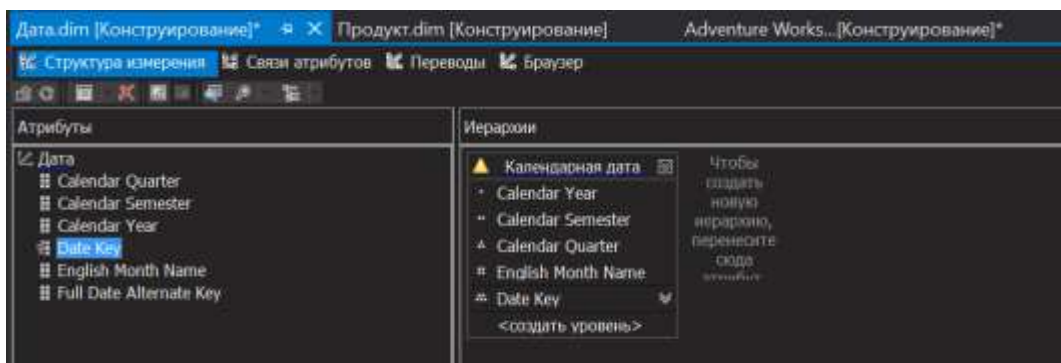 Дата.dim [Конструирование]* Продукт.dim [Конструирование] Adventure Works...[Конструирование]*
Структура измерения Связи атрибутов Переводы Браузер
Атрибуты
Дата
Calendar Quarter
Calendar Semester
Calendar Year
Date Key
English Month Name
Full Date Alternate Key
Иерархии
Календарная дата
Calendar Year
Calendar Semester
Calendar Quarter
English Month Name
Date Key
<создать уровень>
Чтобы
создать
новую
иерархию,
перенесите
сюда